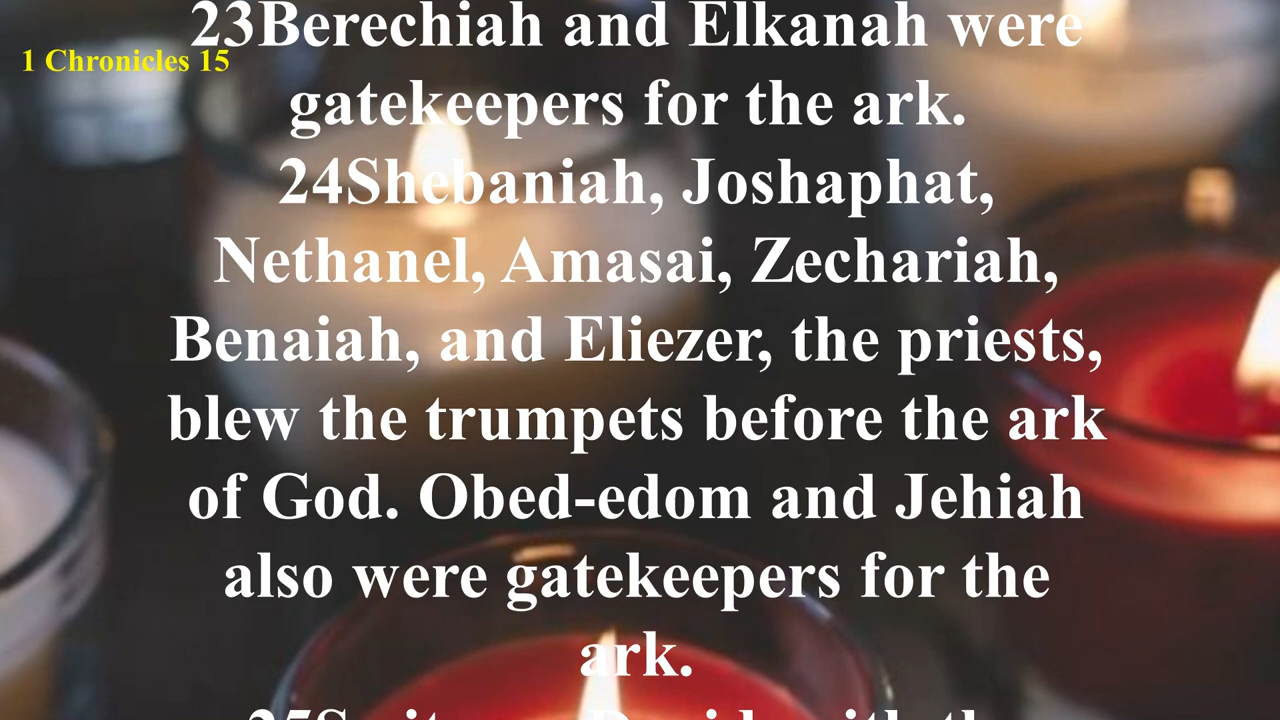 23Berechiah and Elkanah were
1 Chronicles 15
gatekeepers for the ark.
24Shebaniah, Joshaphat,
Nethanel, Amasai, Zechariah,
Benaiah, and Eliezer, the priests,
blew the trumpets before the ark
of God. Obed-edom and Jehiah
also were gatekeepers for the
ark.